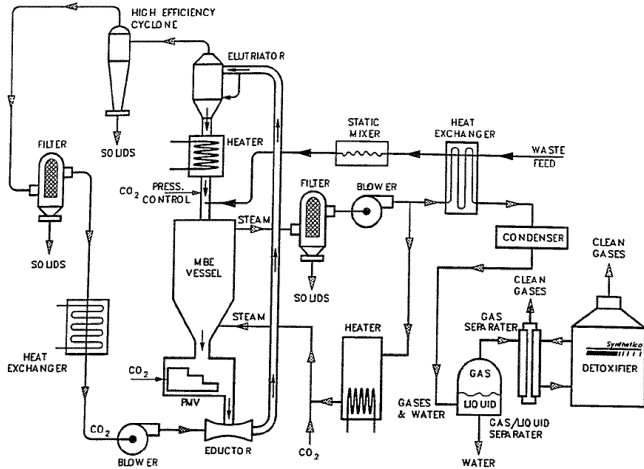 HIGH EFFICIENCY
CYCLONE
ELUTRIATOR
SOLIDS
HEATER
STATIC
MIXER
HEAT
EXCHANGER
WASTE
FEED
FILTER
CO2
PRESS.
CONTROL
FILTER
BLOWER
STEAM
SOLIDS
MBE
VESSEL
SOLIDS
CONDENSER
CLEAN
GASES
CLEAN
GASES
STEAM
HEATER
GAS
SEPARATER
HEAT
EXCHANGER
CO2
PMV
GAS
LIQUID
Synthetica
DETOXIFIER
GASES
& WATER
GAS/LIQUID
SEPARATER
CO2
BLOWER
EDUCTOR
CO2
WATER